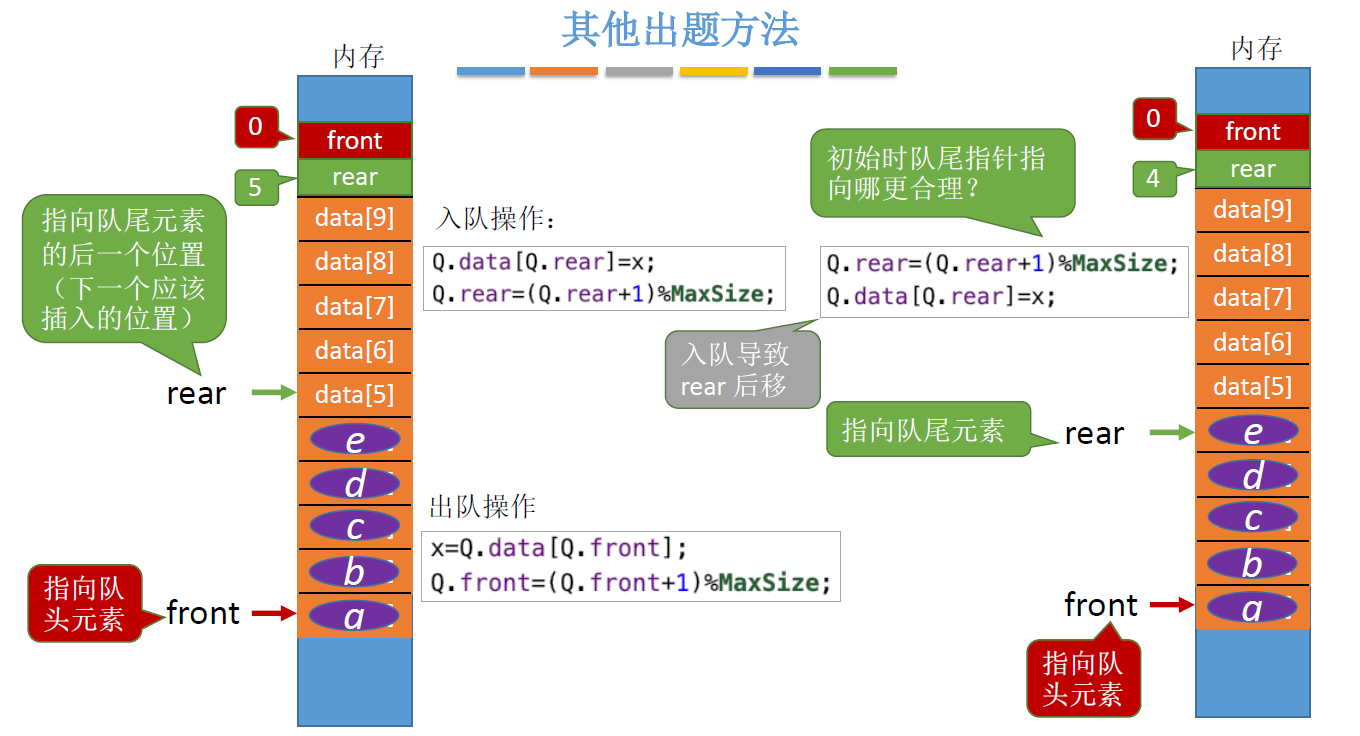 其他出题方法
内存
0
front
5
rear
指向队尾元素
的后一个位置
（下一个应该
插入的位置）
data[9]
data[8]
data[7]
data[6]
rear
data[5]
e
d
c
b
指向队
头元素
front
a
入队操作：
Q.data[Q.rear]=x;
Q.rear=(Q.rear+1)%MaxSize;
出队操作
x=Q.data[Q.front];
Q.front=(Q.front+1)%MaxSize;
初始时队尾指针指
向哪更合理？
Q.rear=(Q.rear+1)%MaxSize;
Q.data[Q.rear]=x;
入队导致
rear 后移
内存
0
front
4
rear
data[9]
data[8]
data[7]
data[6]
data[5]
指向队尾元素
rear
e
d
c
b
front
a
指向队
头元素